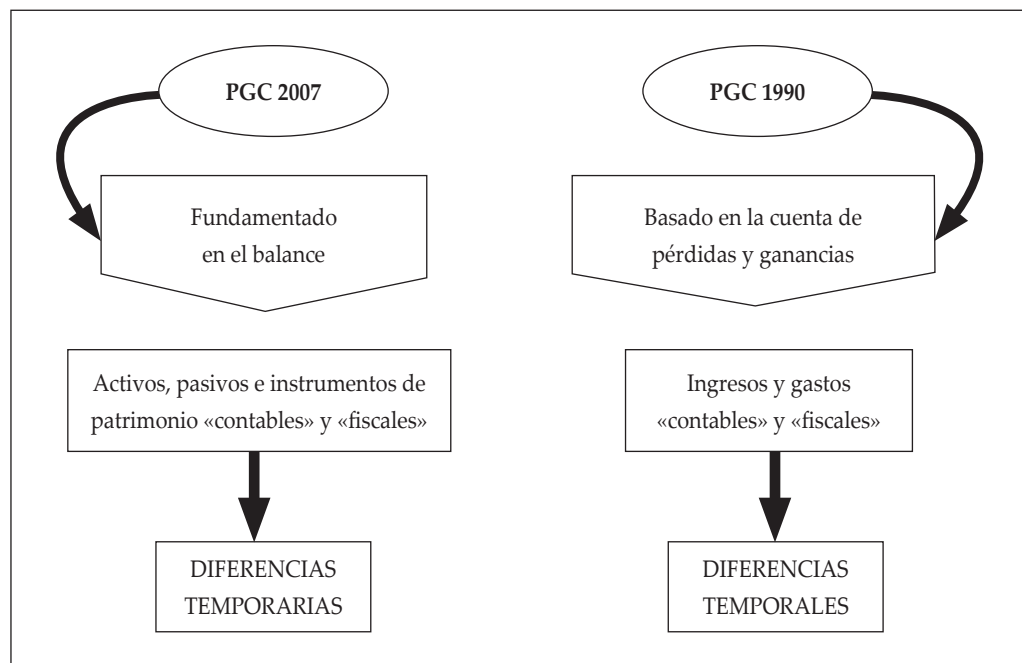 PGC 2007
Fundamentado
en el balance
Activos, pasivos e instrumentos de
patrimonio «contables» y «fiscales»
DIFERENCIAS
TEMPORARIAS
PGC 1990
Basado en la cuenta de
pérdidas y ganancias
Ingresos y gastos
«contables» y «fiscales»
DIFERENCIAS
TEMPORALES